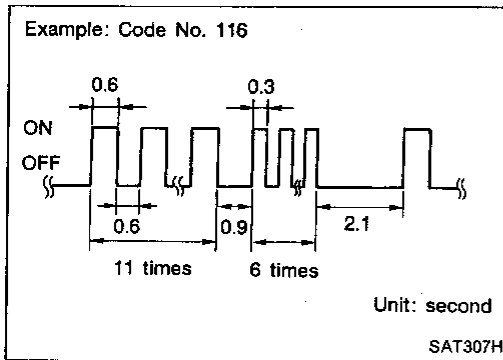 Example: Code No. 116
0.6
0.3
ON
OFF
0.6
0.9
2.1
11 times
6 times
Unit: second
SAT307H